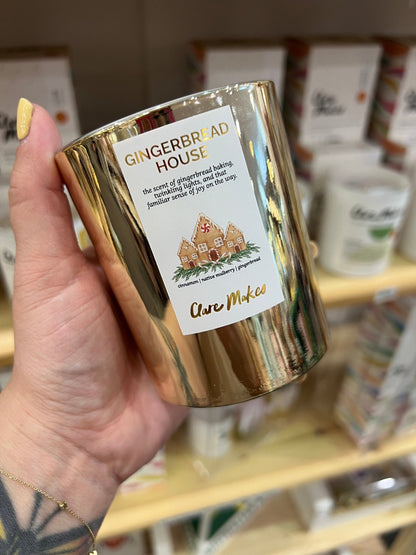 GINGERBREAD
HOUSE
the scent of gingerbread baking,
twinkling lights, and that
familiar sense of joy on the way.
cinnamon | native mulberry | gingerbread
Clare Makes